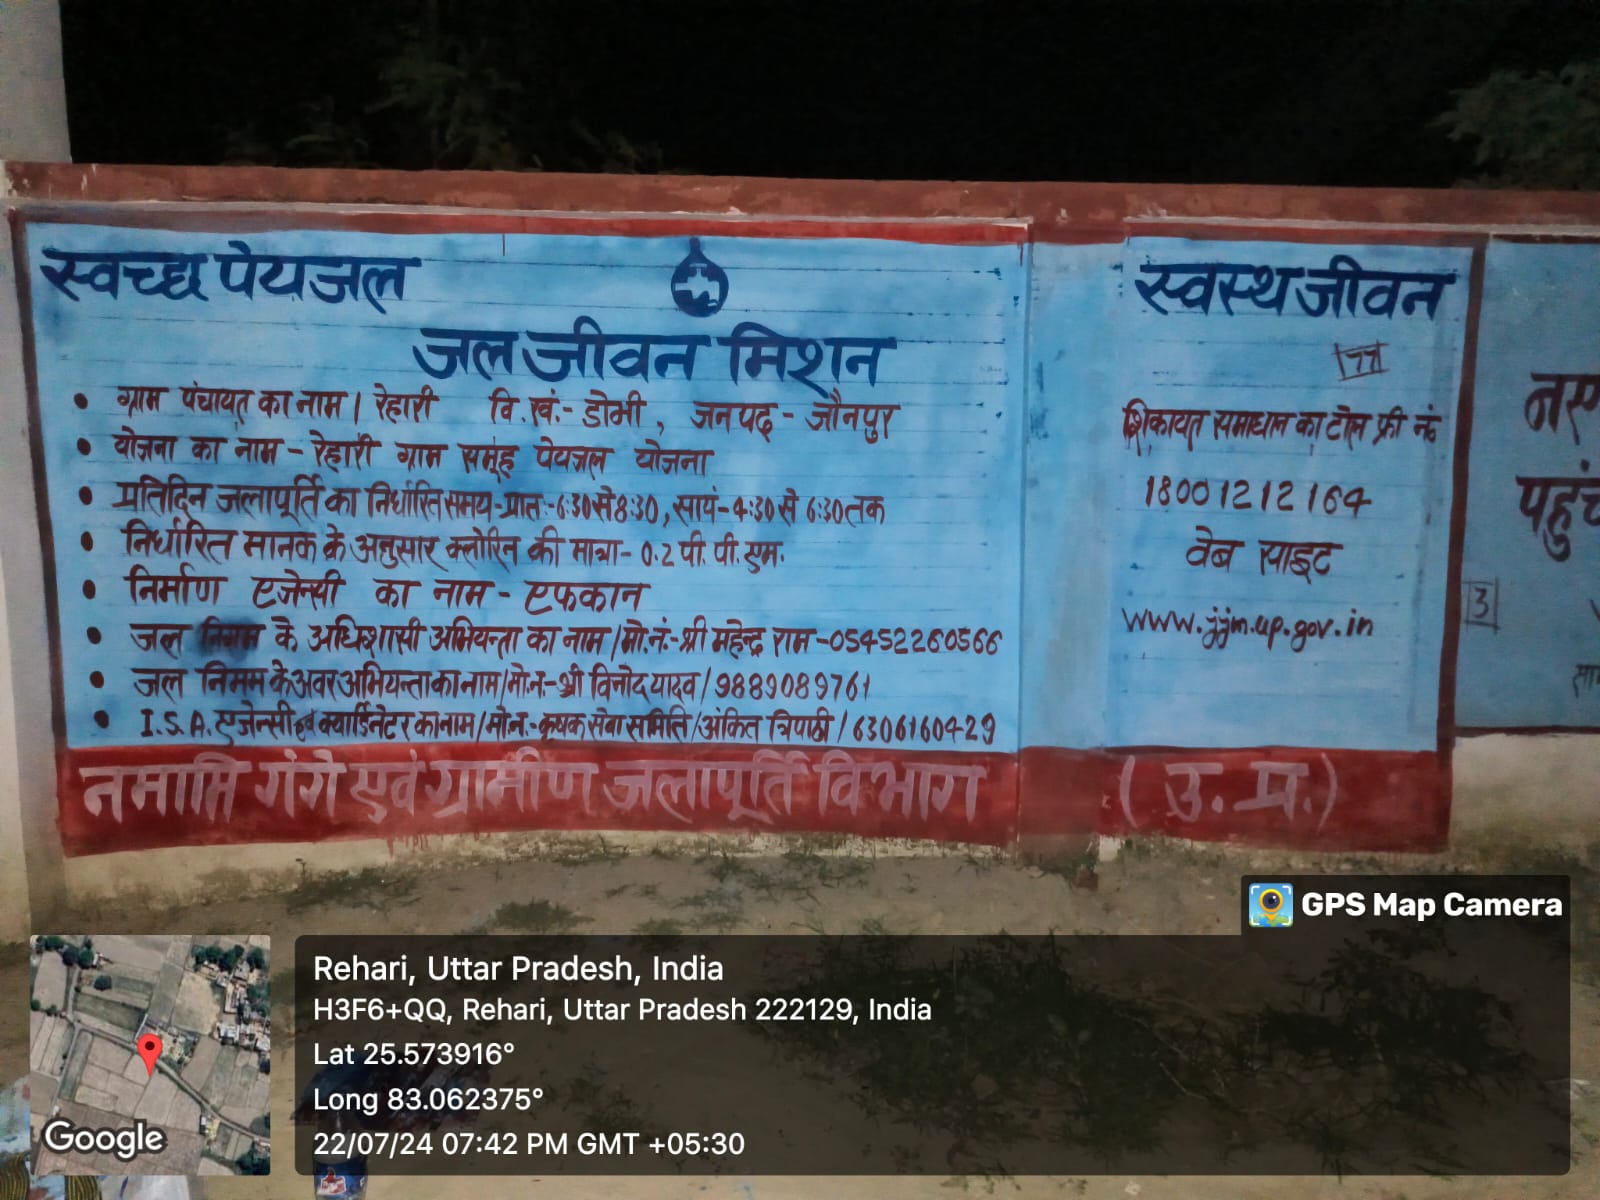 स्वच्छ पेयजल
जल जीवन मिशन
• ग्राम पंचायत का नाम । रेहारी वि.खं.- डोभी, जनपद - जौनपुर
• योजना का नाम - रेहारी ग्राम समूह पेयजल योजना
• प्रतिदिन जलापूर्ति का निर्धारित समय-प्रातः-6:30 से 8:30, सायं-4:30 से 6:30 तक
• निर्धारित मानक के अनुसार क्लोरिन की मात्रा- 0.2 पी.पी.एम.
• निर्माण एजेन्सी का नाम - एफकान
• जल निगम के अधिशासी अभियन्ता का नाम/मो.नं.-श्री महेन्द्र राम-05452260566
• जल निगम के अवर अभियन्ता का नाम/मो.नं.-श्री विनोद यादव/9889089761
• I.S.A. एजेन्सी एवं क्यार्डिनेटर का नाम/मो.नं.-कृषक सेवा समिति/अंकित त्रिपाठी/6306160429
नमामि गंगे एवं ग्रामीण जलापूर्ति विभाग (उ.प्र.)
स्वस्थ जीवन
77
शिकायत समाधान का टोल फ्री नं.
18001212164
वेब साइट
www.jjm.up.gov.in
3
GPS Map Camera
Google
Rehari, Uttar Pradesh, India
H3F6+QQ, Rehari, Uttar Pradesh 222129, India
Lat 25.573916°
Long 83.062375°
22/07/24 07:42 PM GMT +05:30